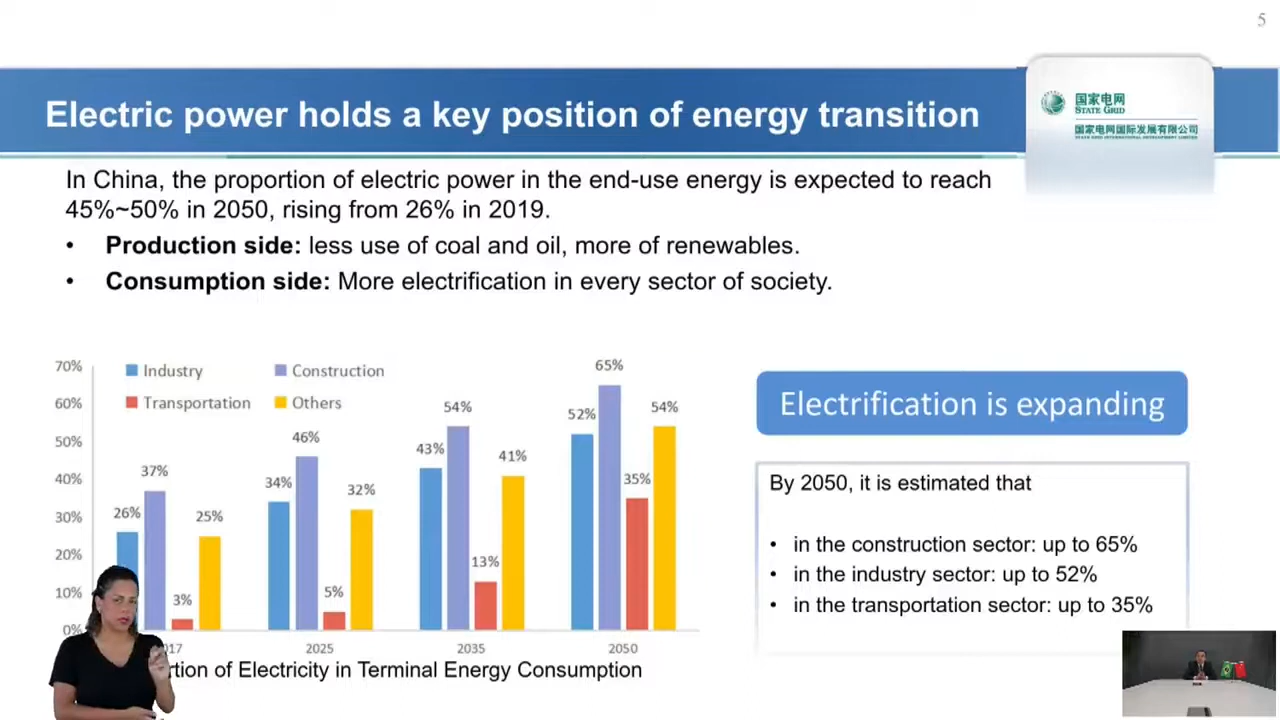 5
Electric power holds a key position of energy transition
国家电网
STATE GRID
国家电网国际发展有限公司
STATE GRID INTERNATIONAL DEVELOPMENT LIMITED
In China, the proportion of electric power in the end-use energy is expected to reach
45%~50% in 2050, rising from 26% in 2019.
• Production side: less use of coal and oil, more of renewables.
• Consumption side: More electrification in every sector of society.
70%
60%
50%
40%
30%
20%
10%
0%
Industry
Construction
Transportation
Others
26%
37%
3%
25%
34%
46%
5%
32%
43%
54%
13%
41%
52%
65%
35%
54%
2025
2035
2050
of Electricity in Terminal Energy Consumption
Electrification is expanding
By 2050, it is estimated that
• in the construction sector: up to 65%
• in the industry sector: up to 52%
• in the transportation sector: up to 35%